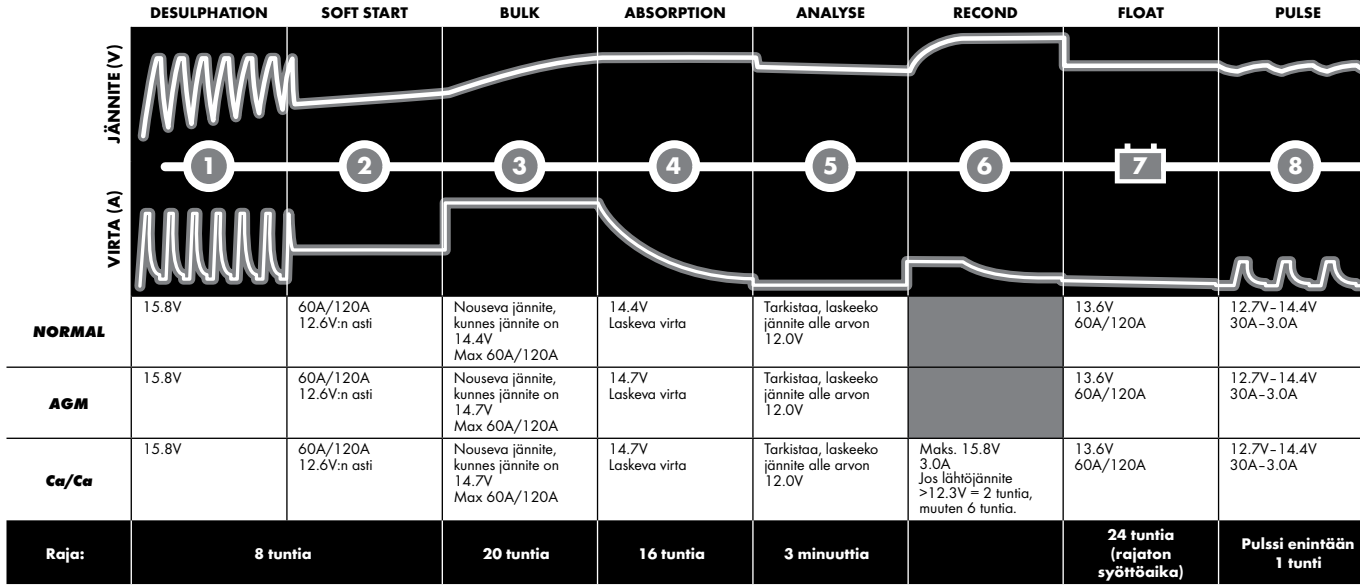 DESULPHATION SOFT START BULK ABSORPTION ANALYSE RECOND FLOAT PULSE
JÄNNITE (V)
1 2 3 4 5 6 7 8
VIRTA (A)
NORMAL
15.8V
60A/120A
12.6V:n asti
Nouseva jännite,
kunnes jännite on
14.4V
Max 60A/120A
14.4V
Laskeva virta
Tarkistaa, laskeeko
jännite alle arvon
12.0V
13.6V
60A/120A
12.7V–14.4V
30A–3.0A
AGM
15.8V
60A/120A
12.6V:n asti
Nouseva jännite,
kunnes jännite on
14.7V
Max 60A/120A
14.7V
Laskeva virta
Tarkistaa, laskeeko
jännite alle arvon
12.0V
13.6V
60A/120A
12.7V–14.4V
30A–3.0A
Ca/Ca
15.8V
60A/120A
12.6V:n asti
Nouseva jännite,
kunnes jännite on
14.7V
Max 60A/120A
14.7V
Laskeva virta
Tarkistaa, laskeeko
jännite alle arvon
12.0V
Maks. 15.8V
3.0A
Jos lähtöjännite
>12.3V = 2 tuntia,
muuten 6 tuntia.
13.6V
60A/120A
12.7V–14.4V
30A–3.0A
Raja:
8 tuntia
20 tuntia
16 tuntia
3 minuuttia
24 tuntia
(rajaton
syöttöaika)
Pulssi enintään
1 tunti